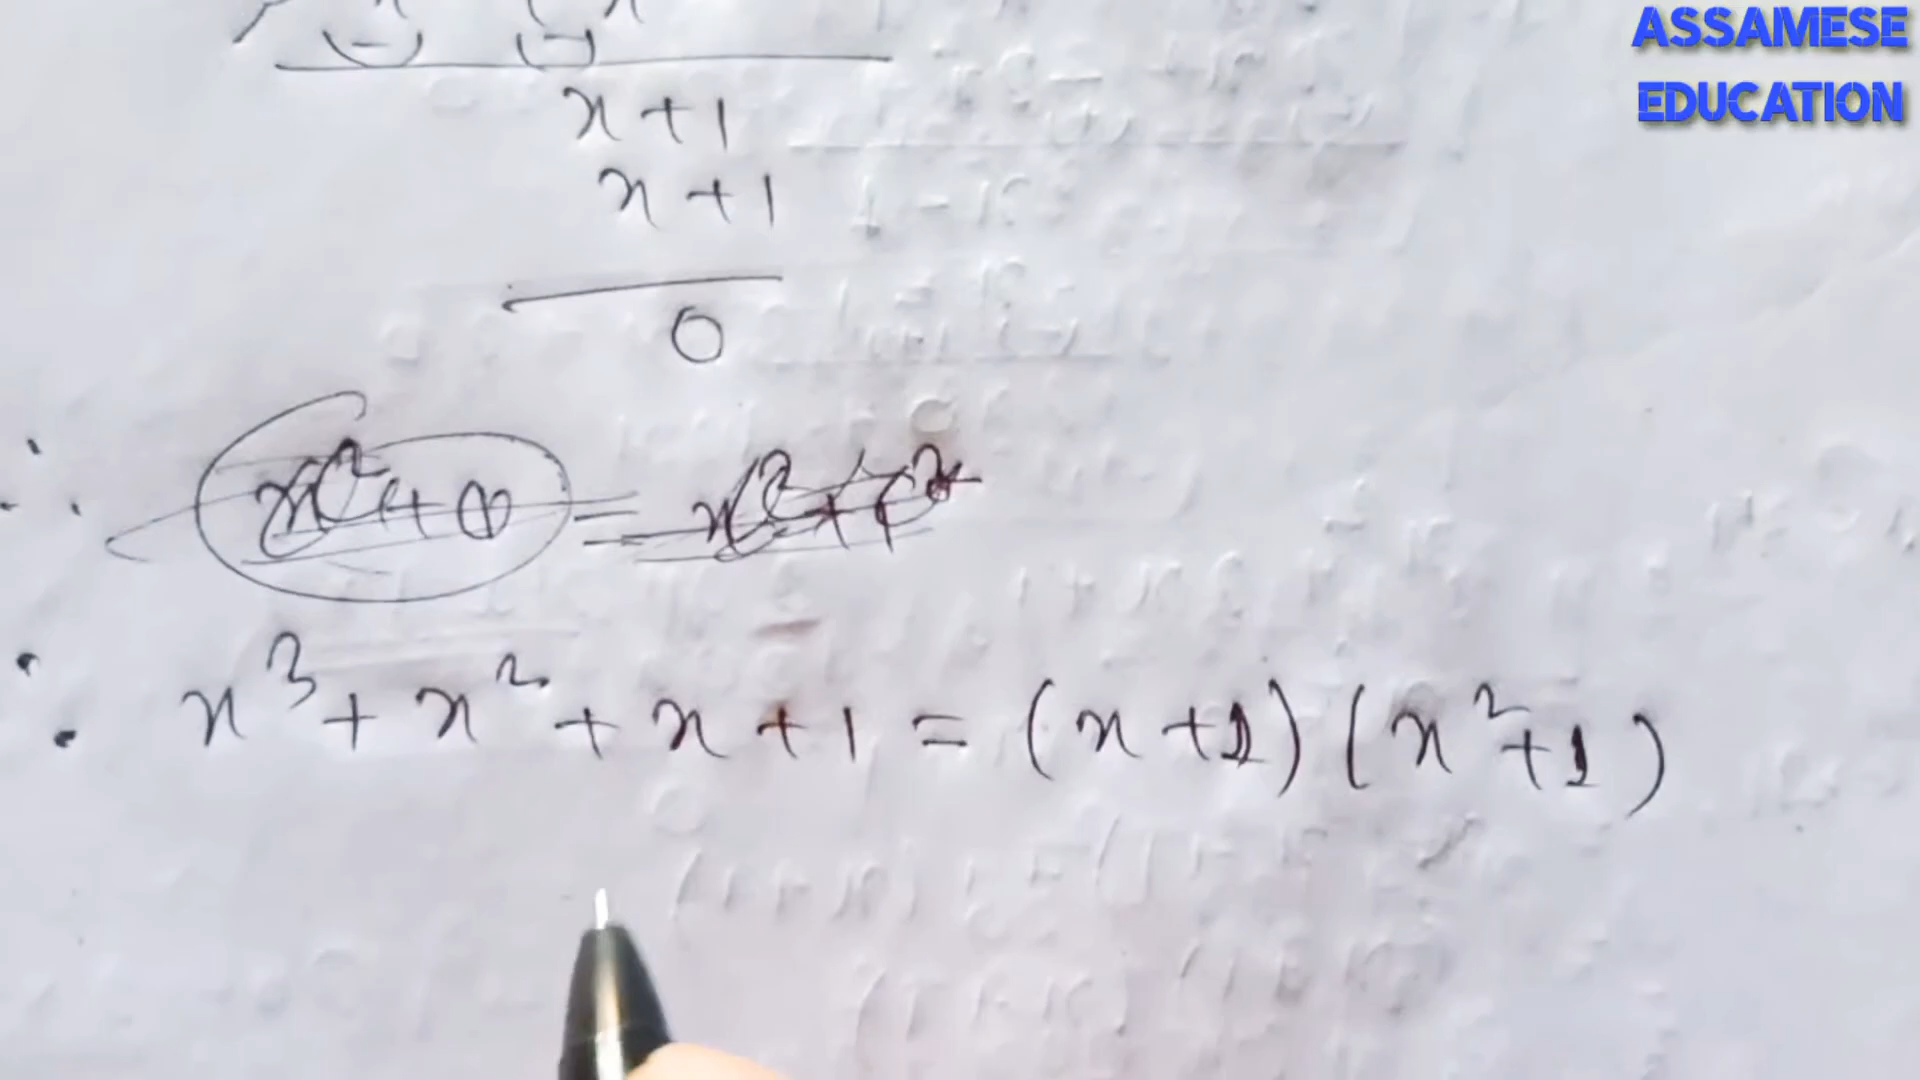 ASSAMESE
EDUCATION
x+1
x+1
0
∴ x³+x²+x+1=(x+1)(x²+1)